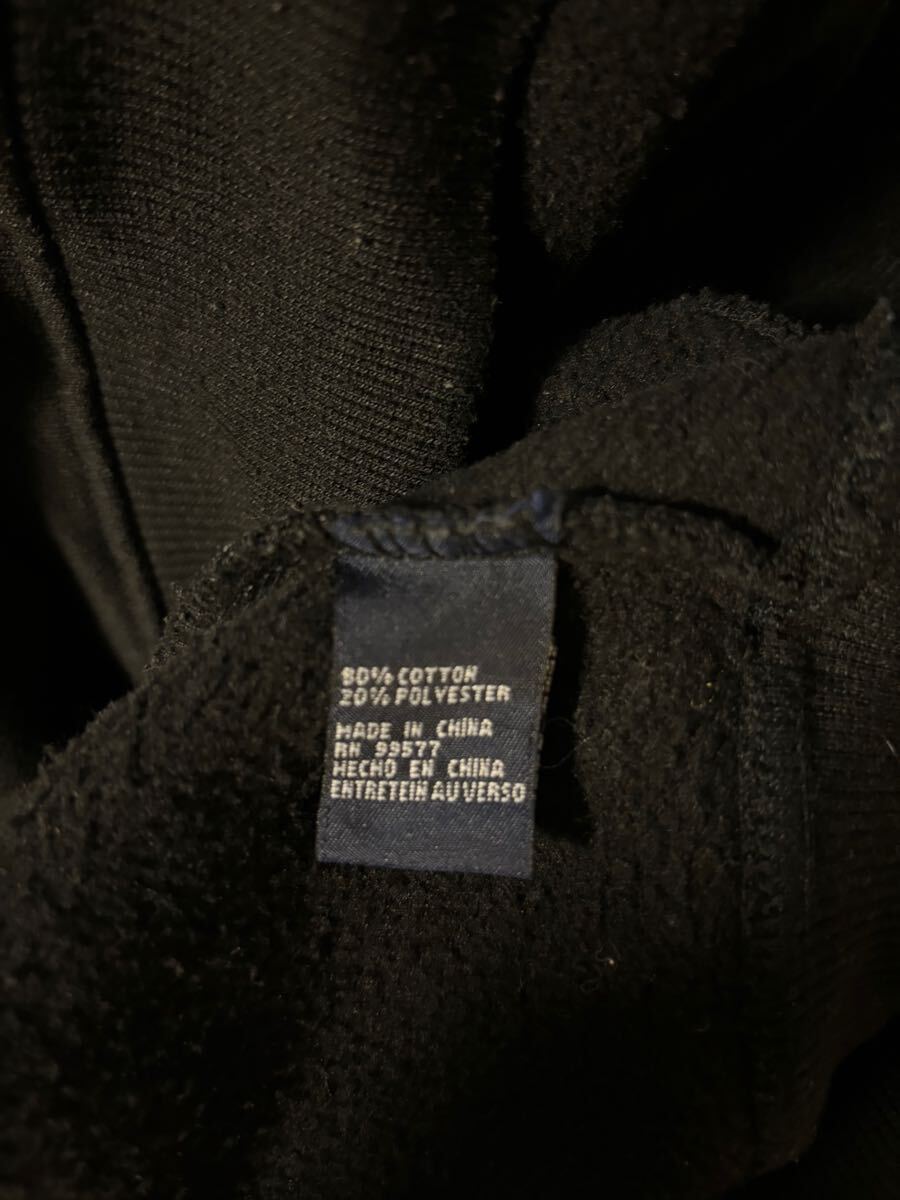 80% COTTON
20% POLYESTER
MADE IN CHINA
RN 99577
HECHO EN CHINA
ENTRETEIN AU VERSO